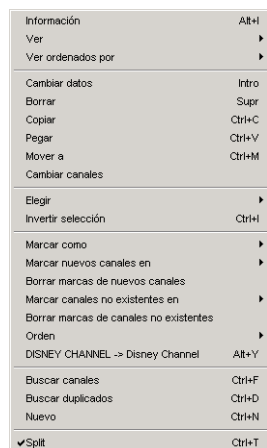 Información Alt+I
Ver
Ver ordenados por
Cambiar datos Intro
Borrar Supr
Copiar Ctrl+C
Pegar Ctrl+V
Mover a Ctrl+M
Cambiar canales
Elegir
Invertir selección Ctrl+I
Marcar como
Marcar nuevos canales en
Borrar marcas de nuevos canales
Marcar canales no existentes en
Borrar marcas de canales no existentes
Orden
DISNEY CHANNEL -> Disney Channel Alt+Y
Buscar canales Ctrl+F
Buscar duplicados Ctrl+D
Nuevo Ctrl+N
Split Ctrl+T